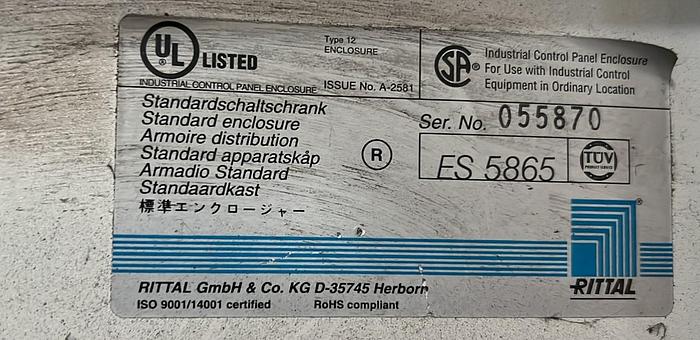 UL® LISTED
Type 12
ENCLOSURE
INDUSTRIAL CONTROL PANEL ENCLOSURE
ISSUE No. A-2581
SA®
Industrial Control Panel Enclosure
For Use with Industrial Control
Equipment in Ordinary Location
Standardschaltschrank
Standard enclosure
Armoire distribution
Standard apparatskåp
Armadio Standard
Standaardkast
標準エンクロージャー
R
Ser. No. 055870
ES 5865
TÜV
PRODUCT SERVICE
RITTAL
RITTAL GmbH & Co. KG D-35745 Herborn
ISO 9001/14001 certified RoHS compliant